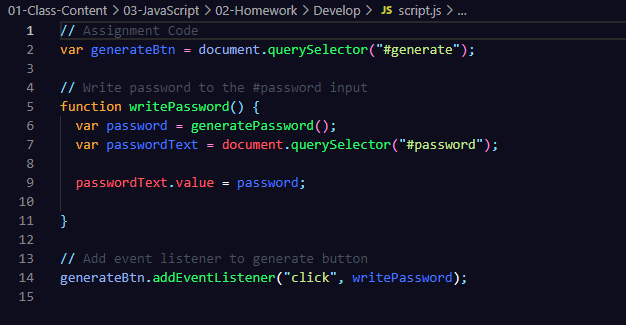 01-Class-Content > 03-JavaScript > 02-Homework > Develop > JS script.js > ...
1 // Assignment Code
2 var generateBtn = document.querySelector("#generate");
3
4 // Write password to the #password input
5 function writePassword() {
6 var password = generatePassword();
7 var passwordText = document.querySelector("#password");
8
9 passwordText.value = password;
10
11 }
12
13 // Add event listener to generate button
14 generateBtn.addEventListener("click", writePassword);
15